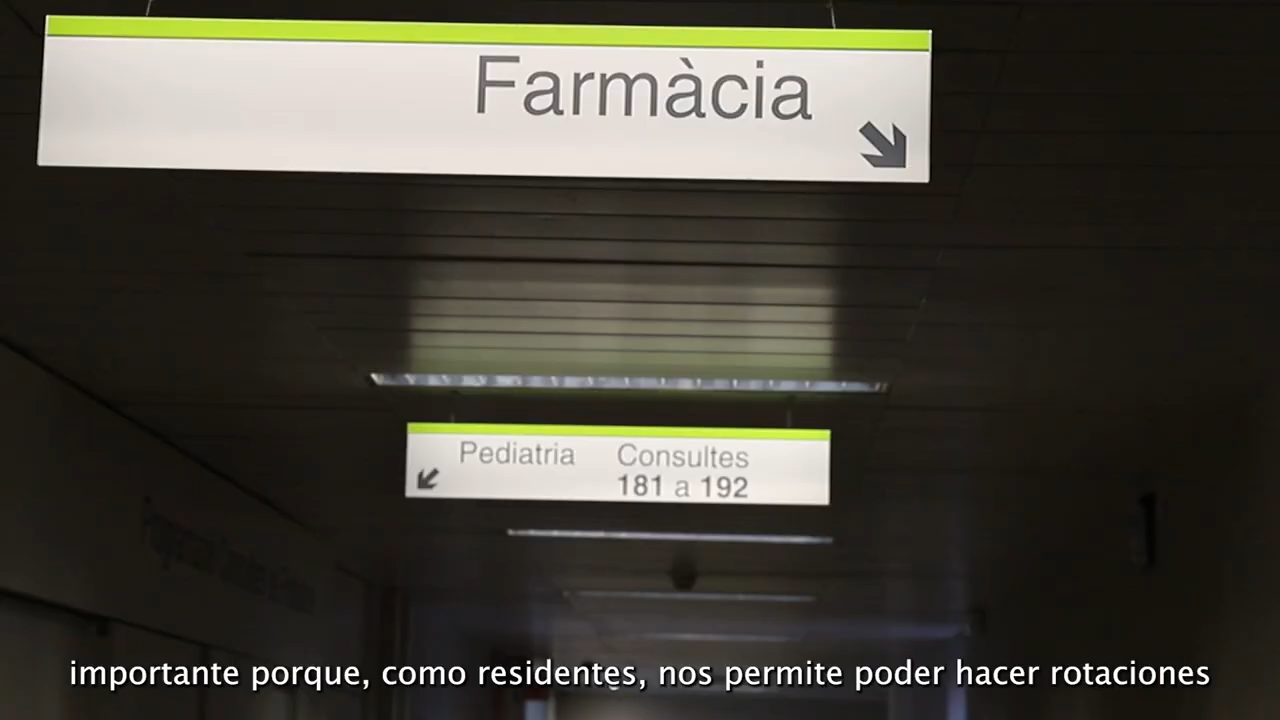 Farmàcia
Pediatria Consultes
181 a 192
importante porque, como residentes, nos permite poder hacer rotaciones